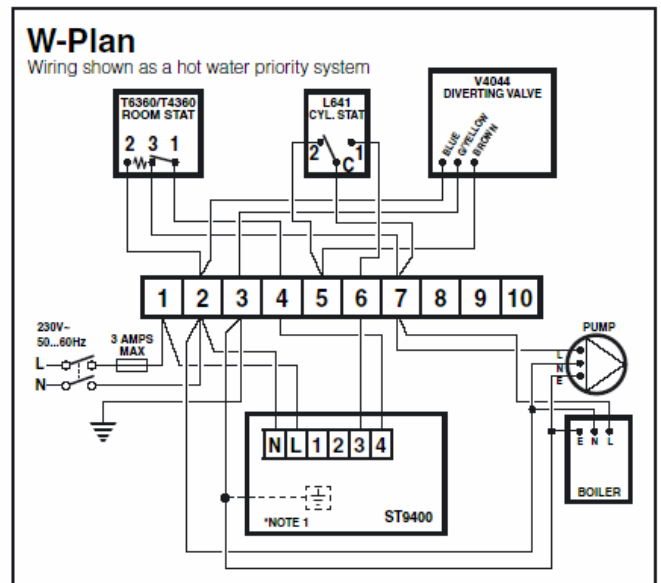 W-Plan
Wiring shown as a hot water priority system
T6360/T4360
ROOM STAT
2 3 1
L641
CYL. STAT
2 C 1
V4044
DIVERTING VALVE
BLUE
G/YELLOW
BROWN
1 2 3 4 5 6 7 8 9 10
230V~
50...60Hz
3 AMPS
MAX
L
N
PUMP
L
N
E
N L 1 2 3 4
E N L
BOILER
*NOTE 1
ST9400